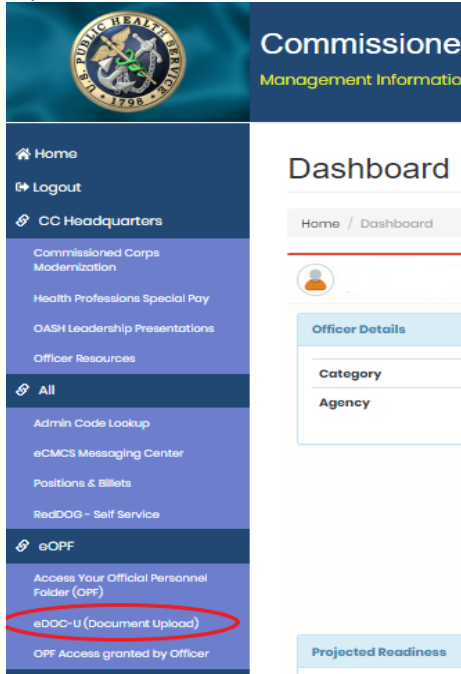 U.S. PUBLIC HEALTH SERVICE
1798
Commissione
Management Informatio
Home
Logout
CC Headquarters
Commissioned Corps
Modernization
Health Professions Special Pay
OASH Leadership Presentations
Officer Resources
All
Admin Code Lookup
eCMCS Messaging Center
Positions & Billets
RedDOG - Self Service
eOPF
Access Your Official Personnel
Folder (OPF)
eDOC-U (Document Upload)
OPF Access granted by Officer
Dashboard
Home / Dashboard
Officer Details
Category
Agency
Projected Readiness